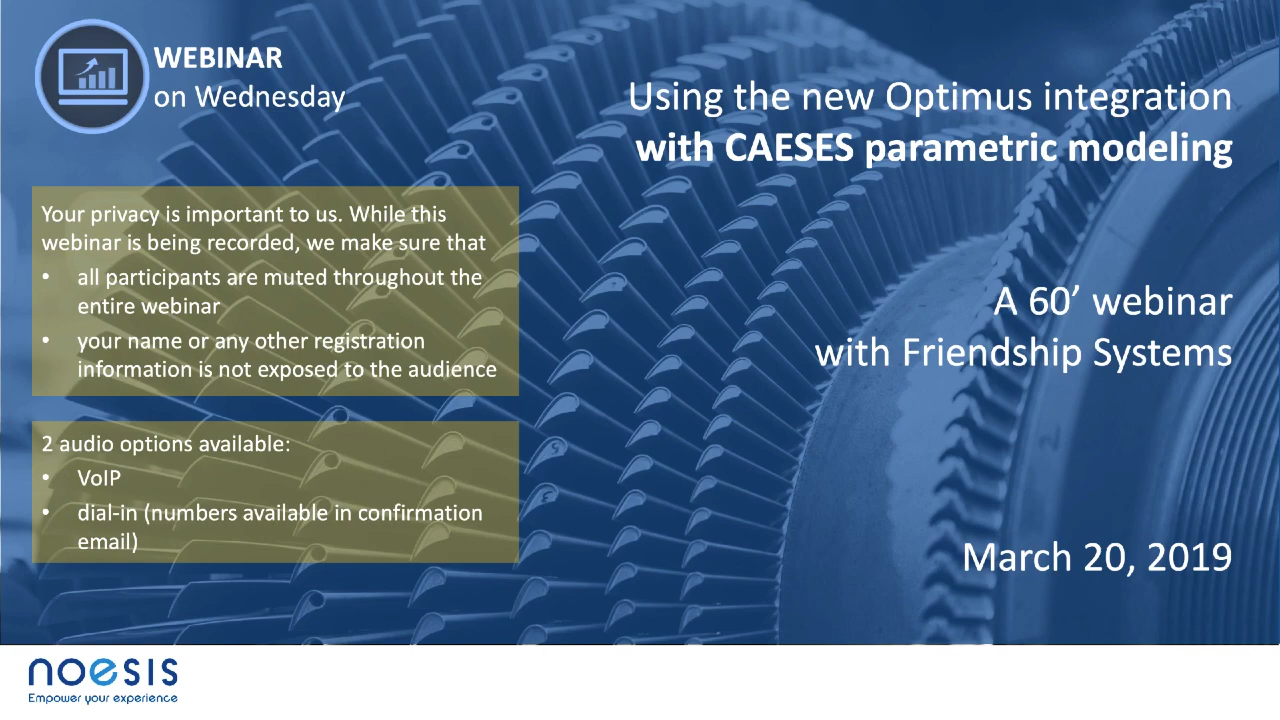 WEBINAR
on Wednesday
Using the new Optimus integration
with CAESES parametric modeling
Your privacy is important to us. While this
webinar is being recorded, we make sure that
• all participants are muted throughout the
entire webinar
• your name or any other registration
information is not exposed to the audience
A 60’ webinar
with Friendship Systems
2 audio options available:
• VoIP
• dial-in (numbers available in confirmation
email)
March 20, 2019
noesis
Empower your experience